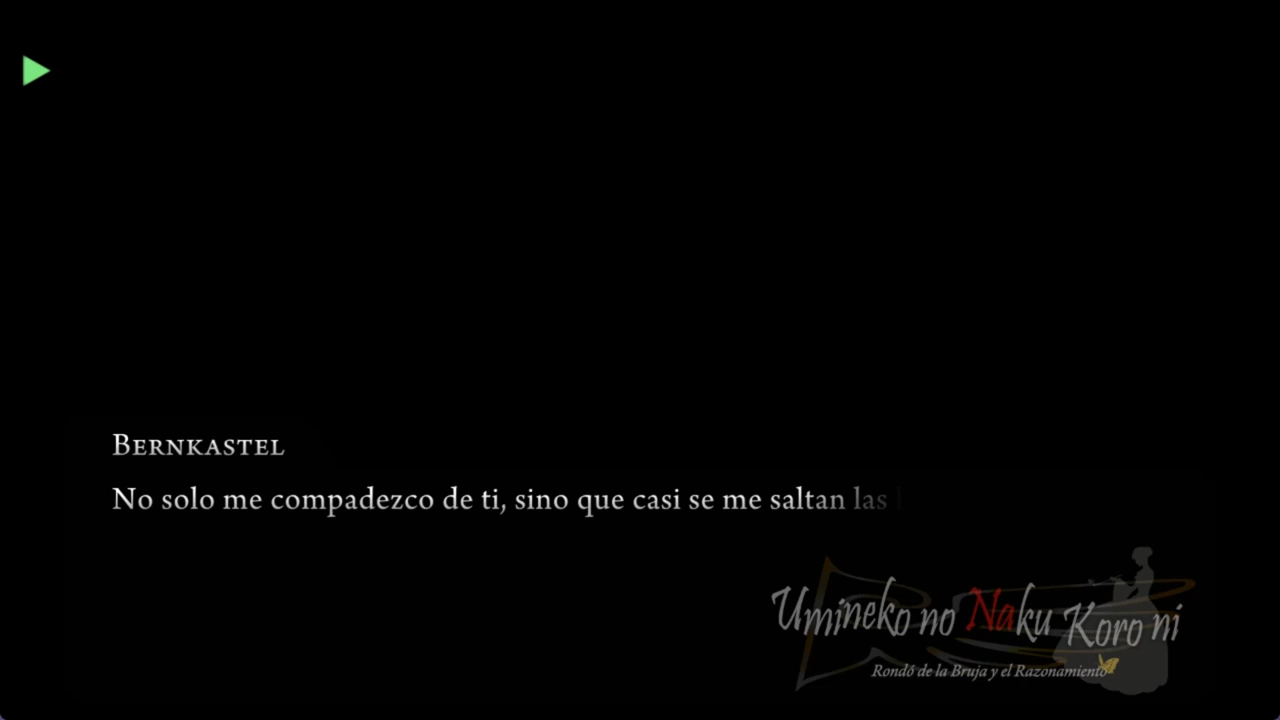 Bernkastel
No solo me compadezco de ti, sino que casi se me saltan las
Umineko no Naku Koro ni
Rondó de la Bruja y el Razonamiento